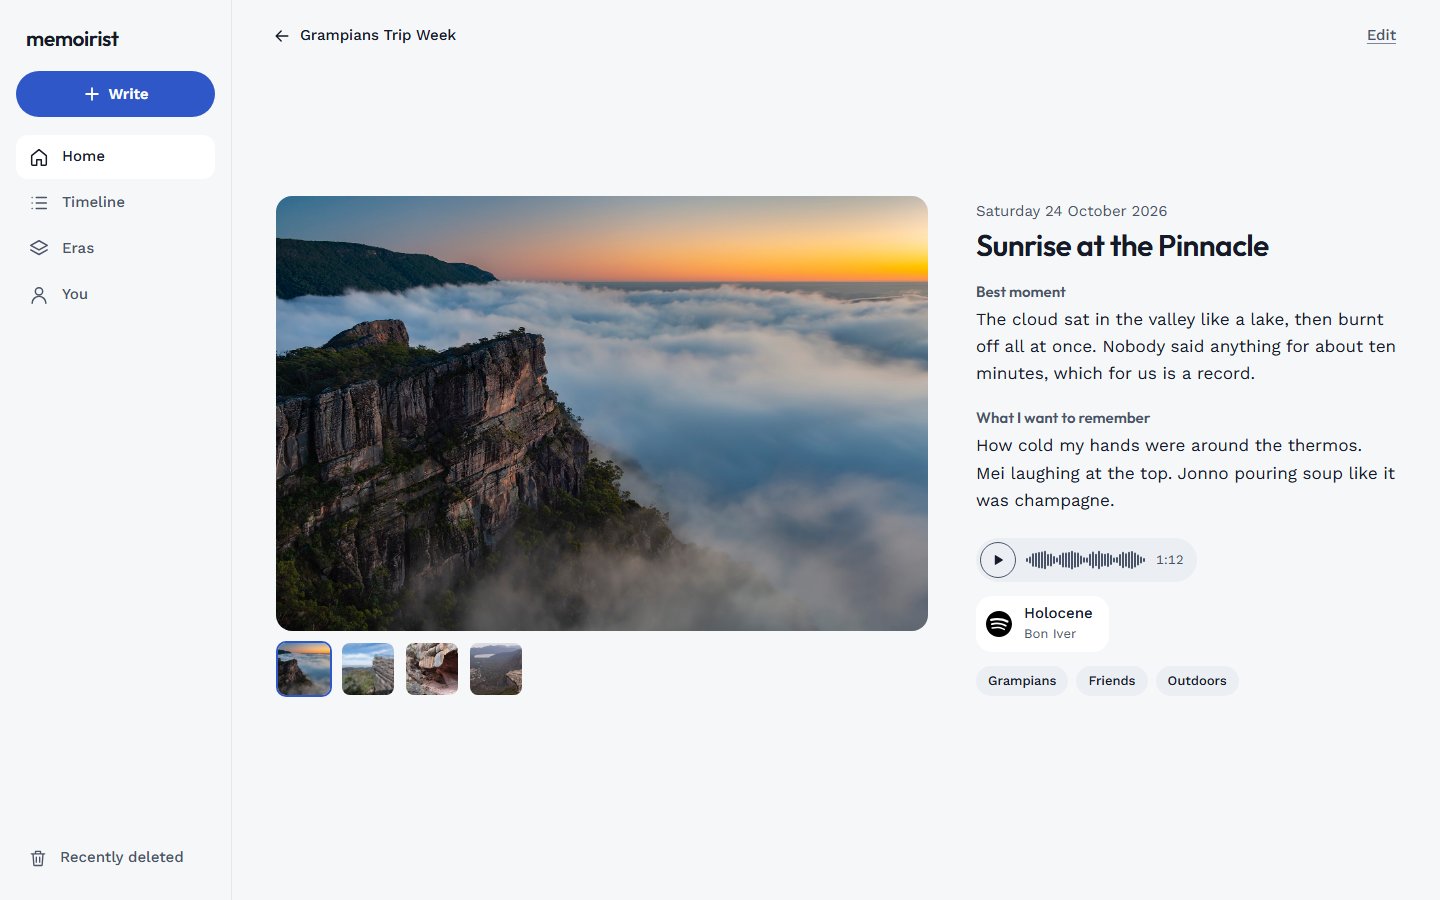 memoirist
Write
Home
Timeline
Eras
You
Recently deleted
Grampians Trip Week
Edit
Saturday 24 October 2026
Sunrise at the Pinnacle
Best moment
The cloud sat in the valley like a lake, then burnt
off all at once. Nobody said anything for about ten
minutes, which for us is a record.
What I want to remember
How cold my hands were around the thermos.
Mei laughing at the top. Jonno pouring soup like it
was champagne.
1:12
Holocene
Bon Iver
Grampians
Friends
Outdoors